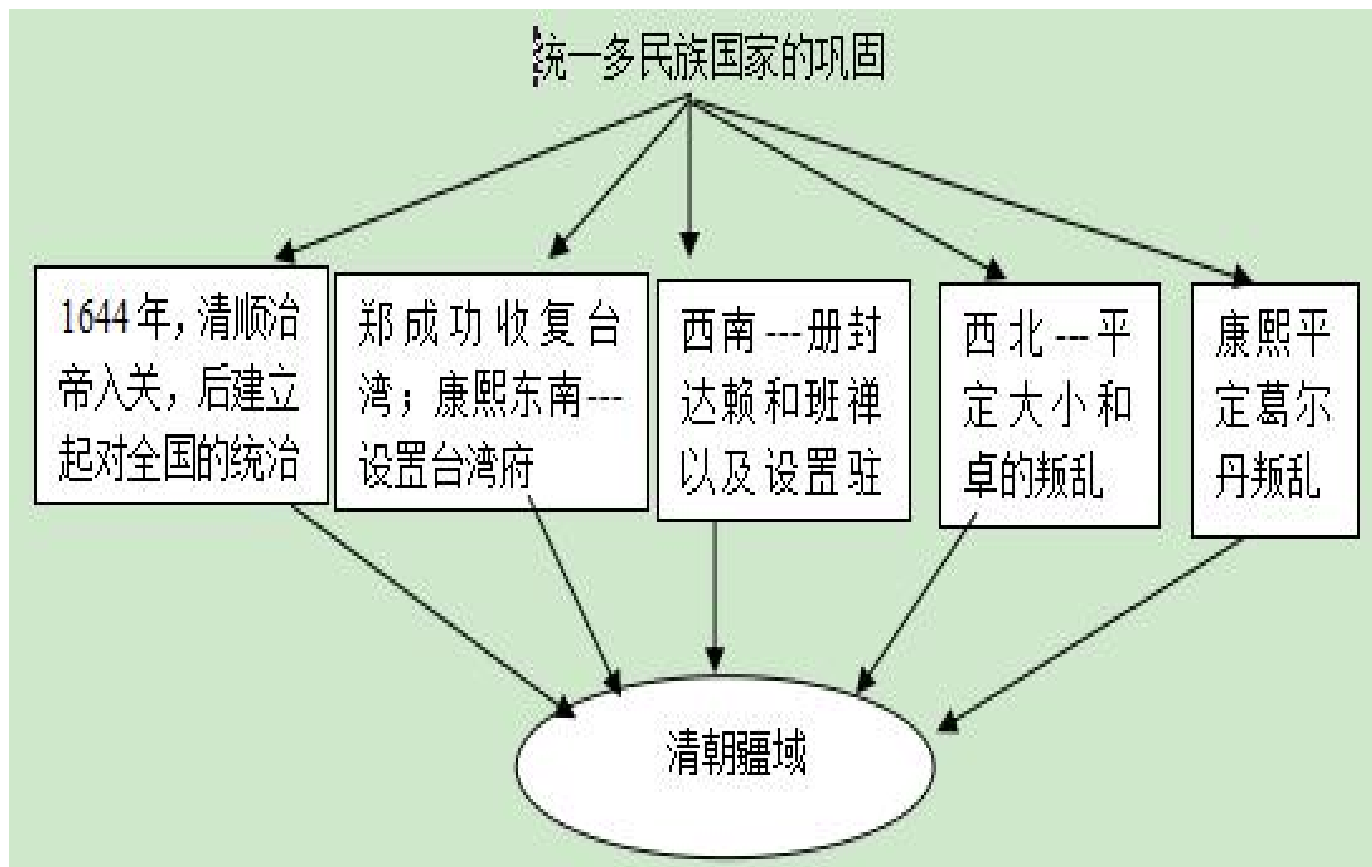 统一多民族国家的巩固
1644年，清顺治
帝入关，后建立
起对全国的统治
郑成功收复台
湾；康熙东南---
设置台湾府
西南---册封
达赖和班禅
以及设置驻
西北---平
定大小和
卓的叛乱
康熙平
定葛尔
丹叛乱
清朝疆域